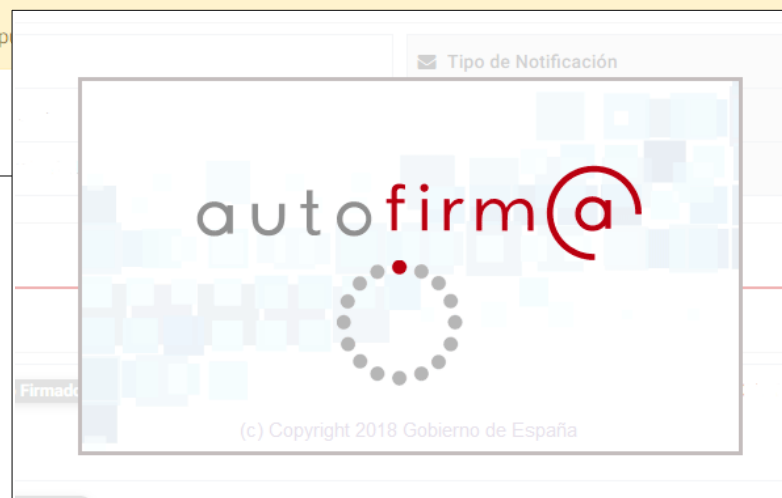 Tipo de Notificación
autofirm@
Firmado
(c) Copyright 2018 Gobierno de España